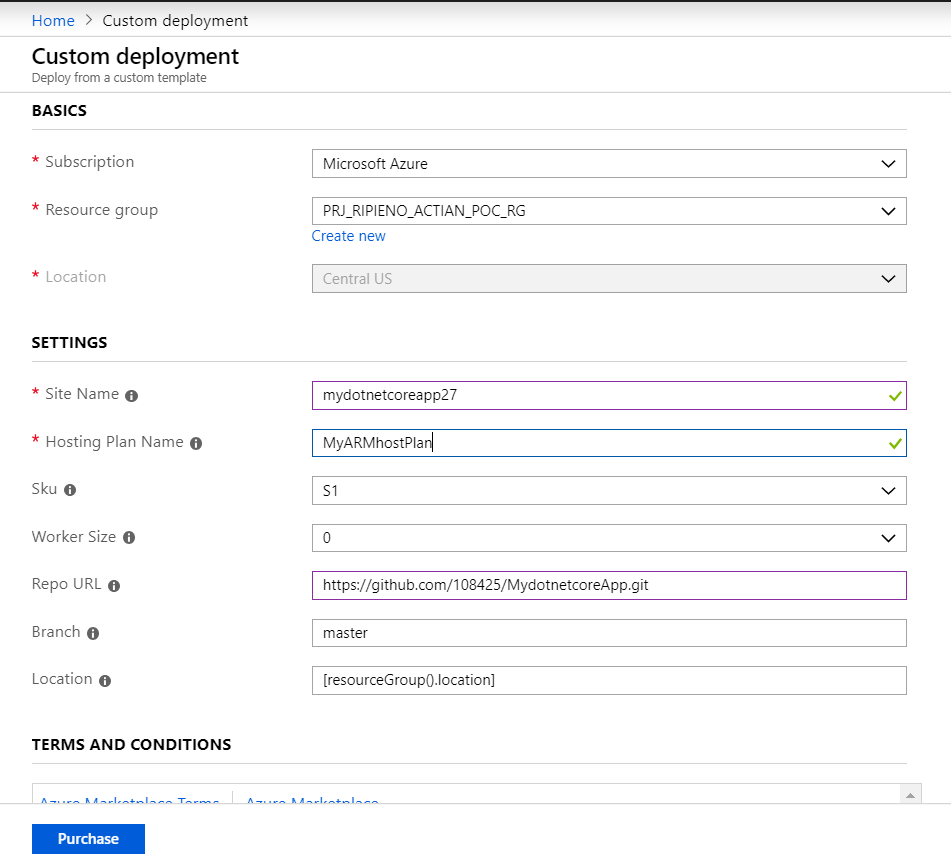 Home > Custom deployment
Custom deployment
Deploy from a custom template
BASICS
* Subscription
Microsoft Azure
* Resource group
PRJ_RIPIENO_ACTIAN_POC_RG
Create new
* Location
Central US
SETTINGS
* Site Name
mydotnetcoreapp27
* Hosting Plan Name
MyARMhostPlan
Sku
S1
Worker Size
0
Repo URL
https://github.com/108425/MydotnetcoreApp.git
Branch
master
Location
[resourceGroup().location]
TERMS AND CONDITIONS
Azure Marketplace Terms | Azure Marketplace
Purchase